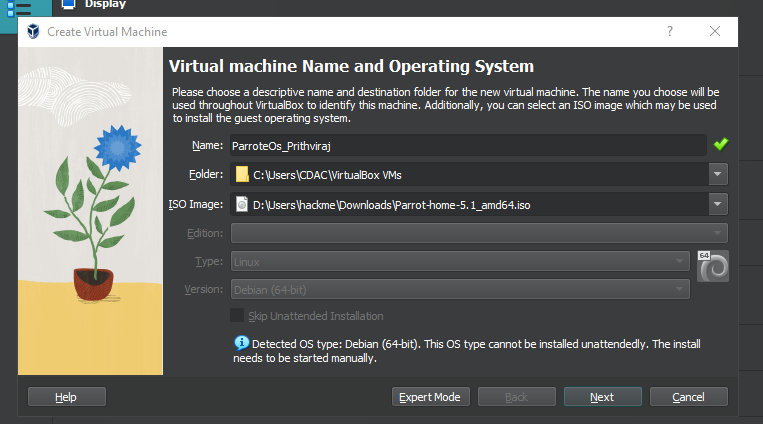 Display
Create Virtual Machine
?
Virtual machine Name and Operating System
Please choose a descriptive name and destination folder for the new virtual machine. The name you choose will be
used throughout VirtualBox to identify this machine. Additionally, you can select an ISO image which may be used
to install the guest operating system.
Name: ParroteOs_Prithviraj
Folder: C:\Users\CDAC\VirtualBox VMs
ISO Image: D:\Users\hackme\Downloads\Parrot-home-5.1_amd64.iso
Edition:
Type: Linux
64
Version: Debian (64-bit)
Skip Unattended Installation
Detected OS type: Debian (64-bit). This OS type cannot be installed unattendedly. The install
needs to be started manually.
Help Expert Mode Back Next Cancel